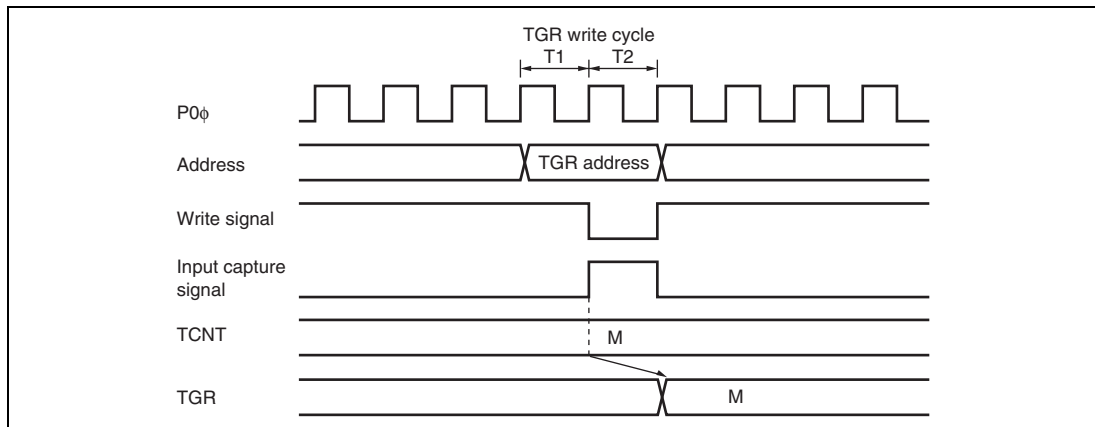 TGR write cycle
T1 T2
P0ϕ
Address
TGR address
Write signal
Input capture
signal
TCNT
M
TGR
M